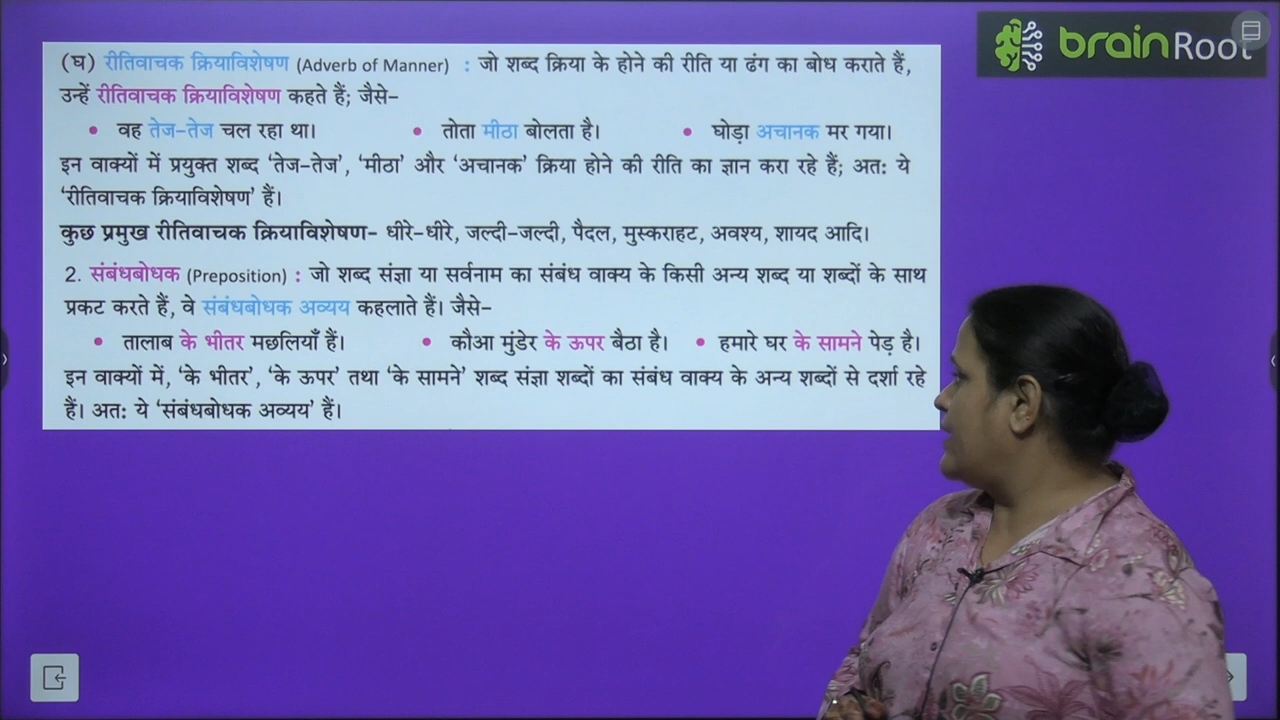 brainRoot
(घ) रीतिवाचक क्रियाविशेषण (Adverb of Manner) : जो शब्द क्रिया के होने की रीति या ढंग का बोध कराते हैं,
उन्हें रीतिवाचक क्रियाविशेषण कहते हैं; जैसे–
• वह तेज-तेज चल रहा था। • तोता मीठा बोलता है। • घोड़ा अचानक मर गया।
इन वाक्यों में प्रयुक्त शब्द ‘तेज-तेज’, ‘मीठा’ और ‘अचानक’ क्रिया होने की रीति का ज्ञान करा रहे हैं; अतः ये
‘रीतिवाचक क्रियाविशेषण’ हैं।
कुछ प्रमुख रीतिवाचक क्रियाविशेषण– धीरे-धीरे, जल्दी-जल्दी, पैदल, मुस्कराहट, अवश्य, शायद आदि।
2. संबंधबोधक (Preposition) : जो शब्द संज्ञा या सर्वनाम का संबंध वाक्य के किसी अन्य शब्द या शब्दों के साथ
प्रकट करते हैं, वे संबंधबोधक अव्यय कहलाते हैं। जैसे–
• तालाब के भीतर मछलियाँ हैं। • कौआ मुंडेर के ऊपर बैठा है। • हमारे घर के सामने पेड़ है।
इन वाक्यों में, ‘के भीतर’, ‘के ऊपर’ तथा ‘के सामने’ शब्द संज्ञा शब्दों का संबंध वाक्य के अन्य शब्दों से दर्शा रहे
हैं। अतः ये ‘संबंधबोधक अव्यय’ हैं।